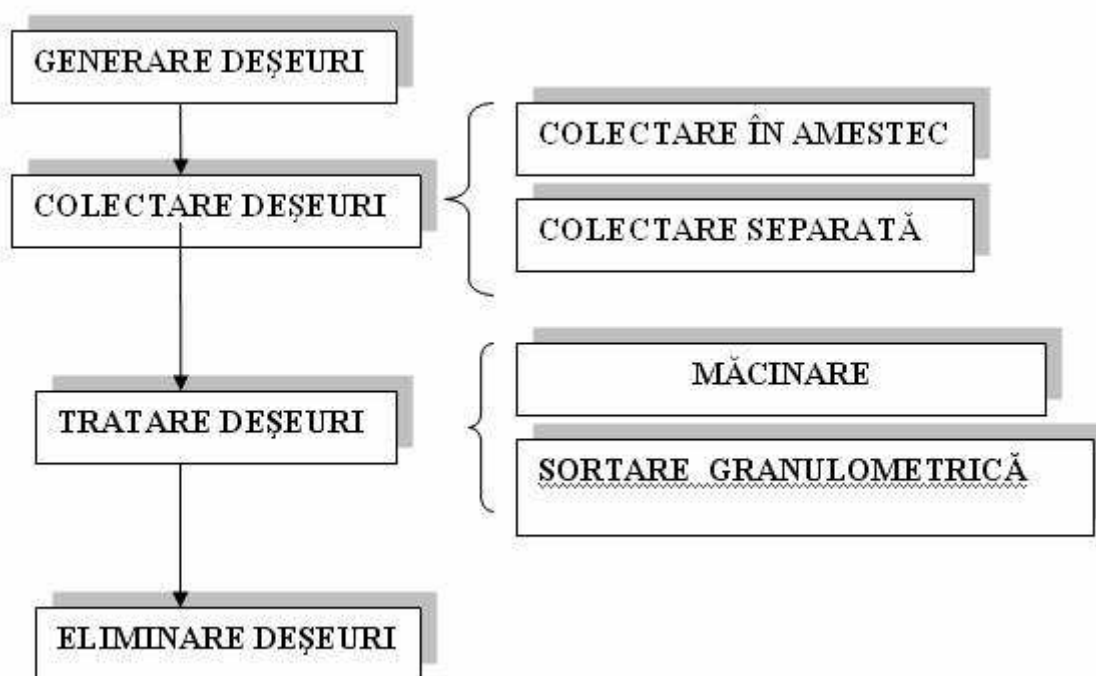 GENERARE DEȘEURI
COLECTARE DEȘEURI
COLECTARE ÎN AMESTEC
COLECTARE SEPARATĂ
TRATARE DEȘEURI
MĂCINARE
SORTARE GRANULOMETRICĂ
ELIMINARE DEȘEURI